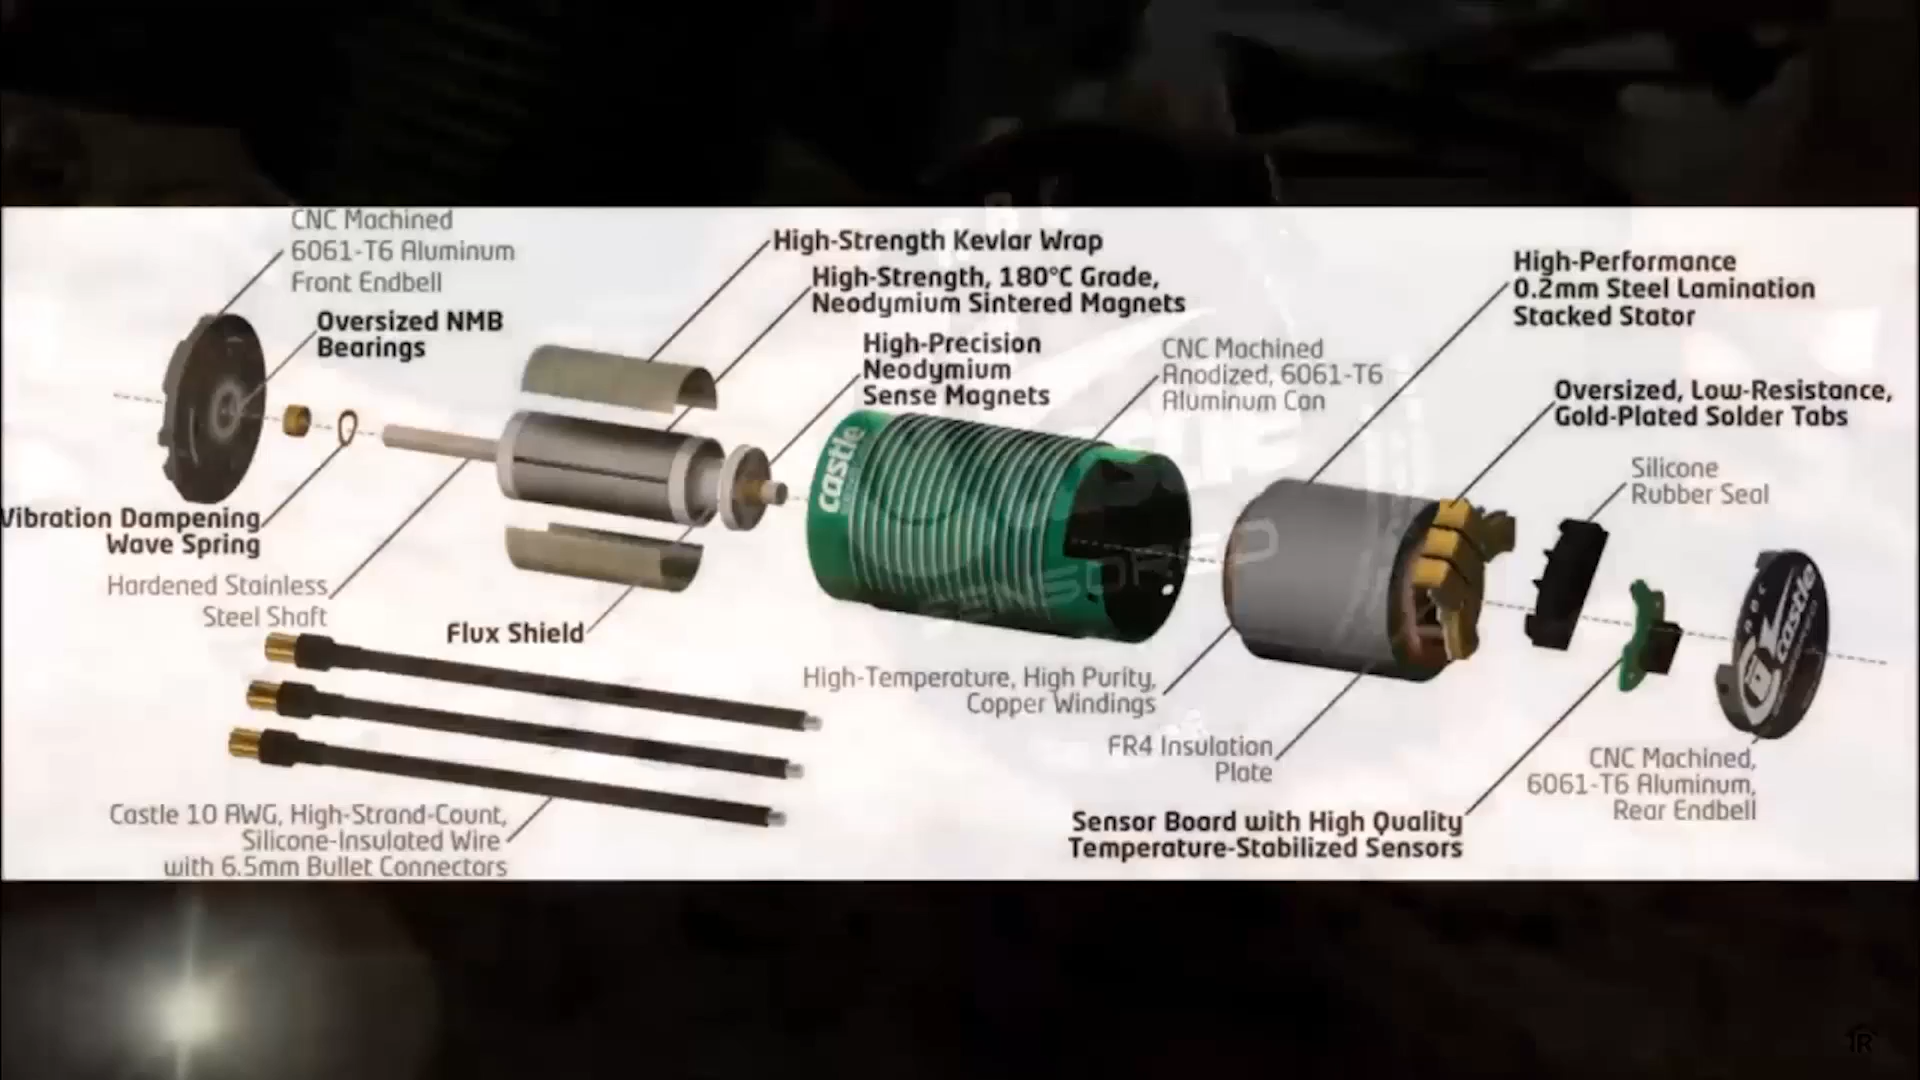 CNC Machined
6061-T6 Aluminum
Front Endbell
Oversized NMB
Bearings
Vibration Dampening
Wave Spring
Hardened Stainless
Steel Shaft
High-Strength Kevlar Wrap
High-Strength, 180°C Grade,
Neodymium Sintered Magnets
High-Precision
Neodymium
Sense Magnets
Flux Shield
CNC Machined
Anodized, 6061-T6
Aluminum Can
castle
High-Performance
0.2mm Steel Lamination
Stacked Stator
Oversized, Low-Resistance,
Gold-Plated Solder Tabs
Silicone
Rubber Seal
castle
SENSORED
High-Temperature, High Purity,
Copper Windings
FR4 Insulation
Plate
Sensor Board with High Quality
Temperature-Stabilized Sensors
CNC Machined,
6061-T6 Aluminum,
Rear Endbell
Castle 10 AWG, High-Strand-Count,
Silicone-Insulated Wire
with 6.5mm Bullet Connectors
R